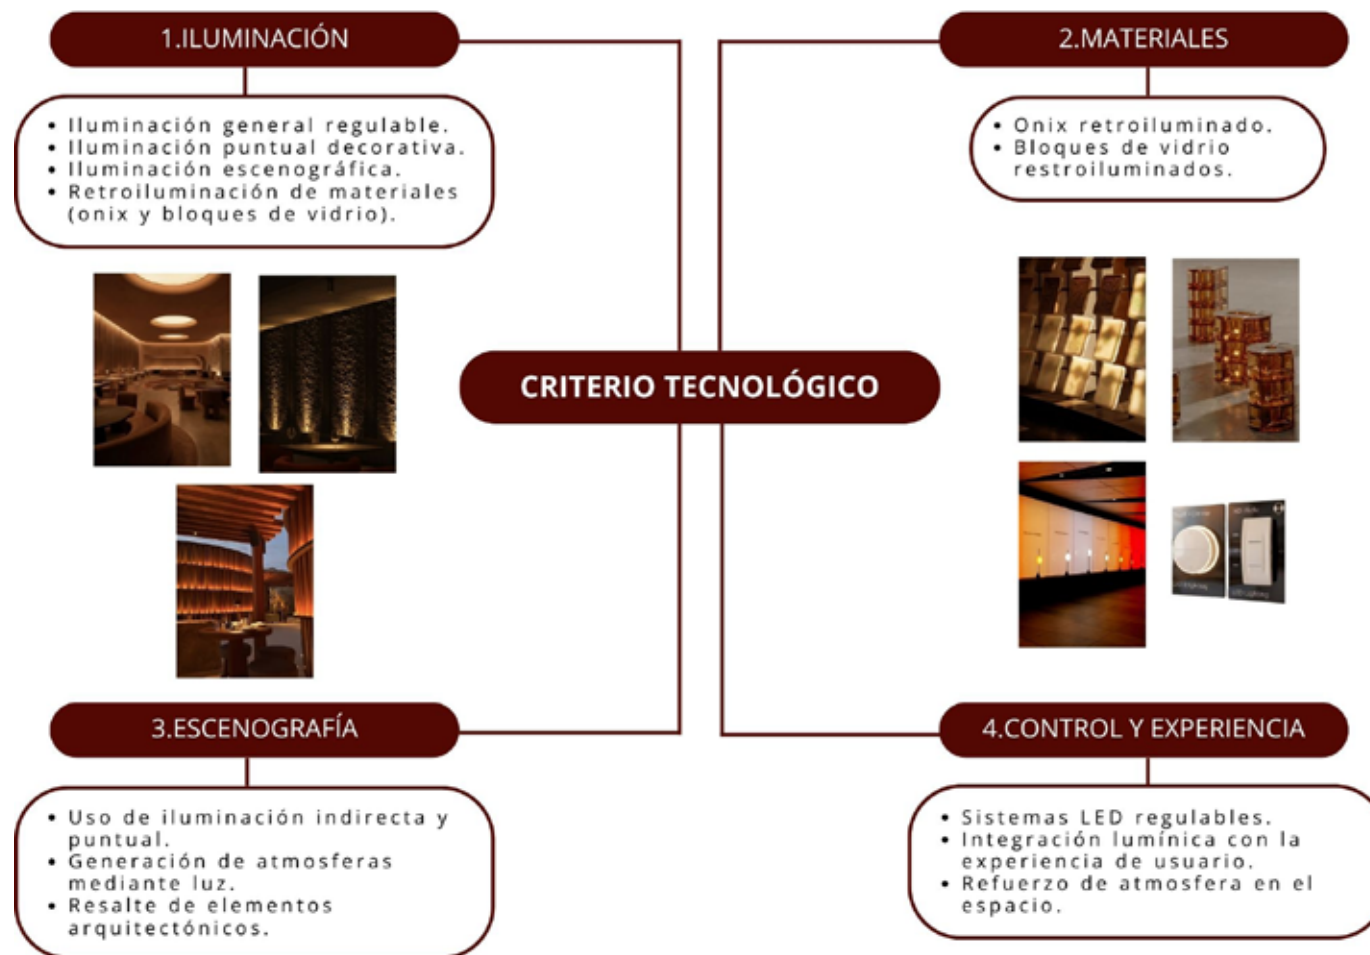 1.ILUMINACIÓN
• Iluminación general regulable.
• Iluminación puntual decorativa.
• Iluminación escenográfica.
• Retroiluminación de materiales
(onix y bloques de vidrio).
2.MATERIALES
• Onix retroiluminado.
• Bloques de vidrio
restroiluminados.
CRITERIO TECNOLÓGICO
3.ESCENOGRAFÍA
• Uso de iluminación indirecta y
puntual.
• Generación de atmosferas
mediante luz.
• Resalte de elementos
arquitectónicos.
4.CONTROL Y EXPERIENCIA
• Sistemas LED regulables.
• Integración lumínica con la
experiencia de usuario.
• Refuerzo de atmosfera en el
espacio.